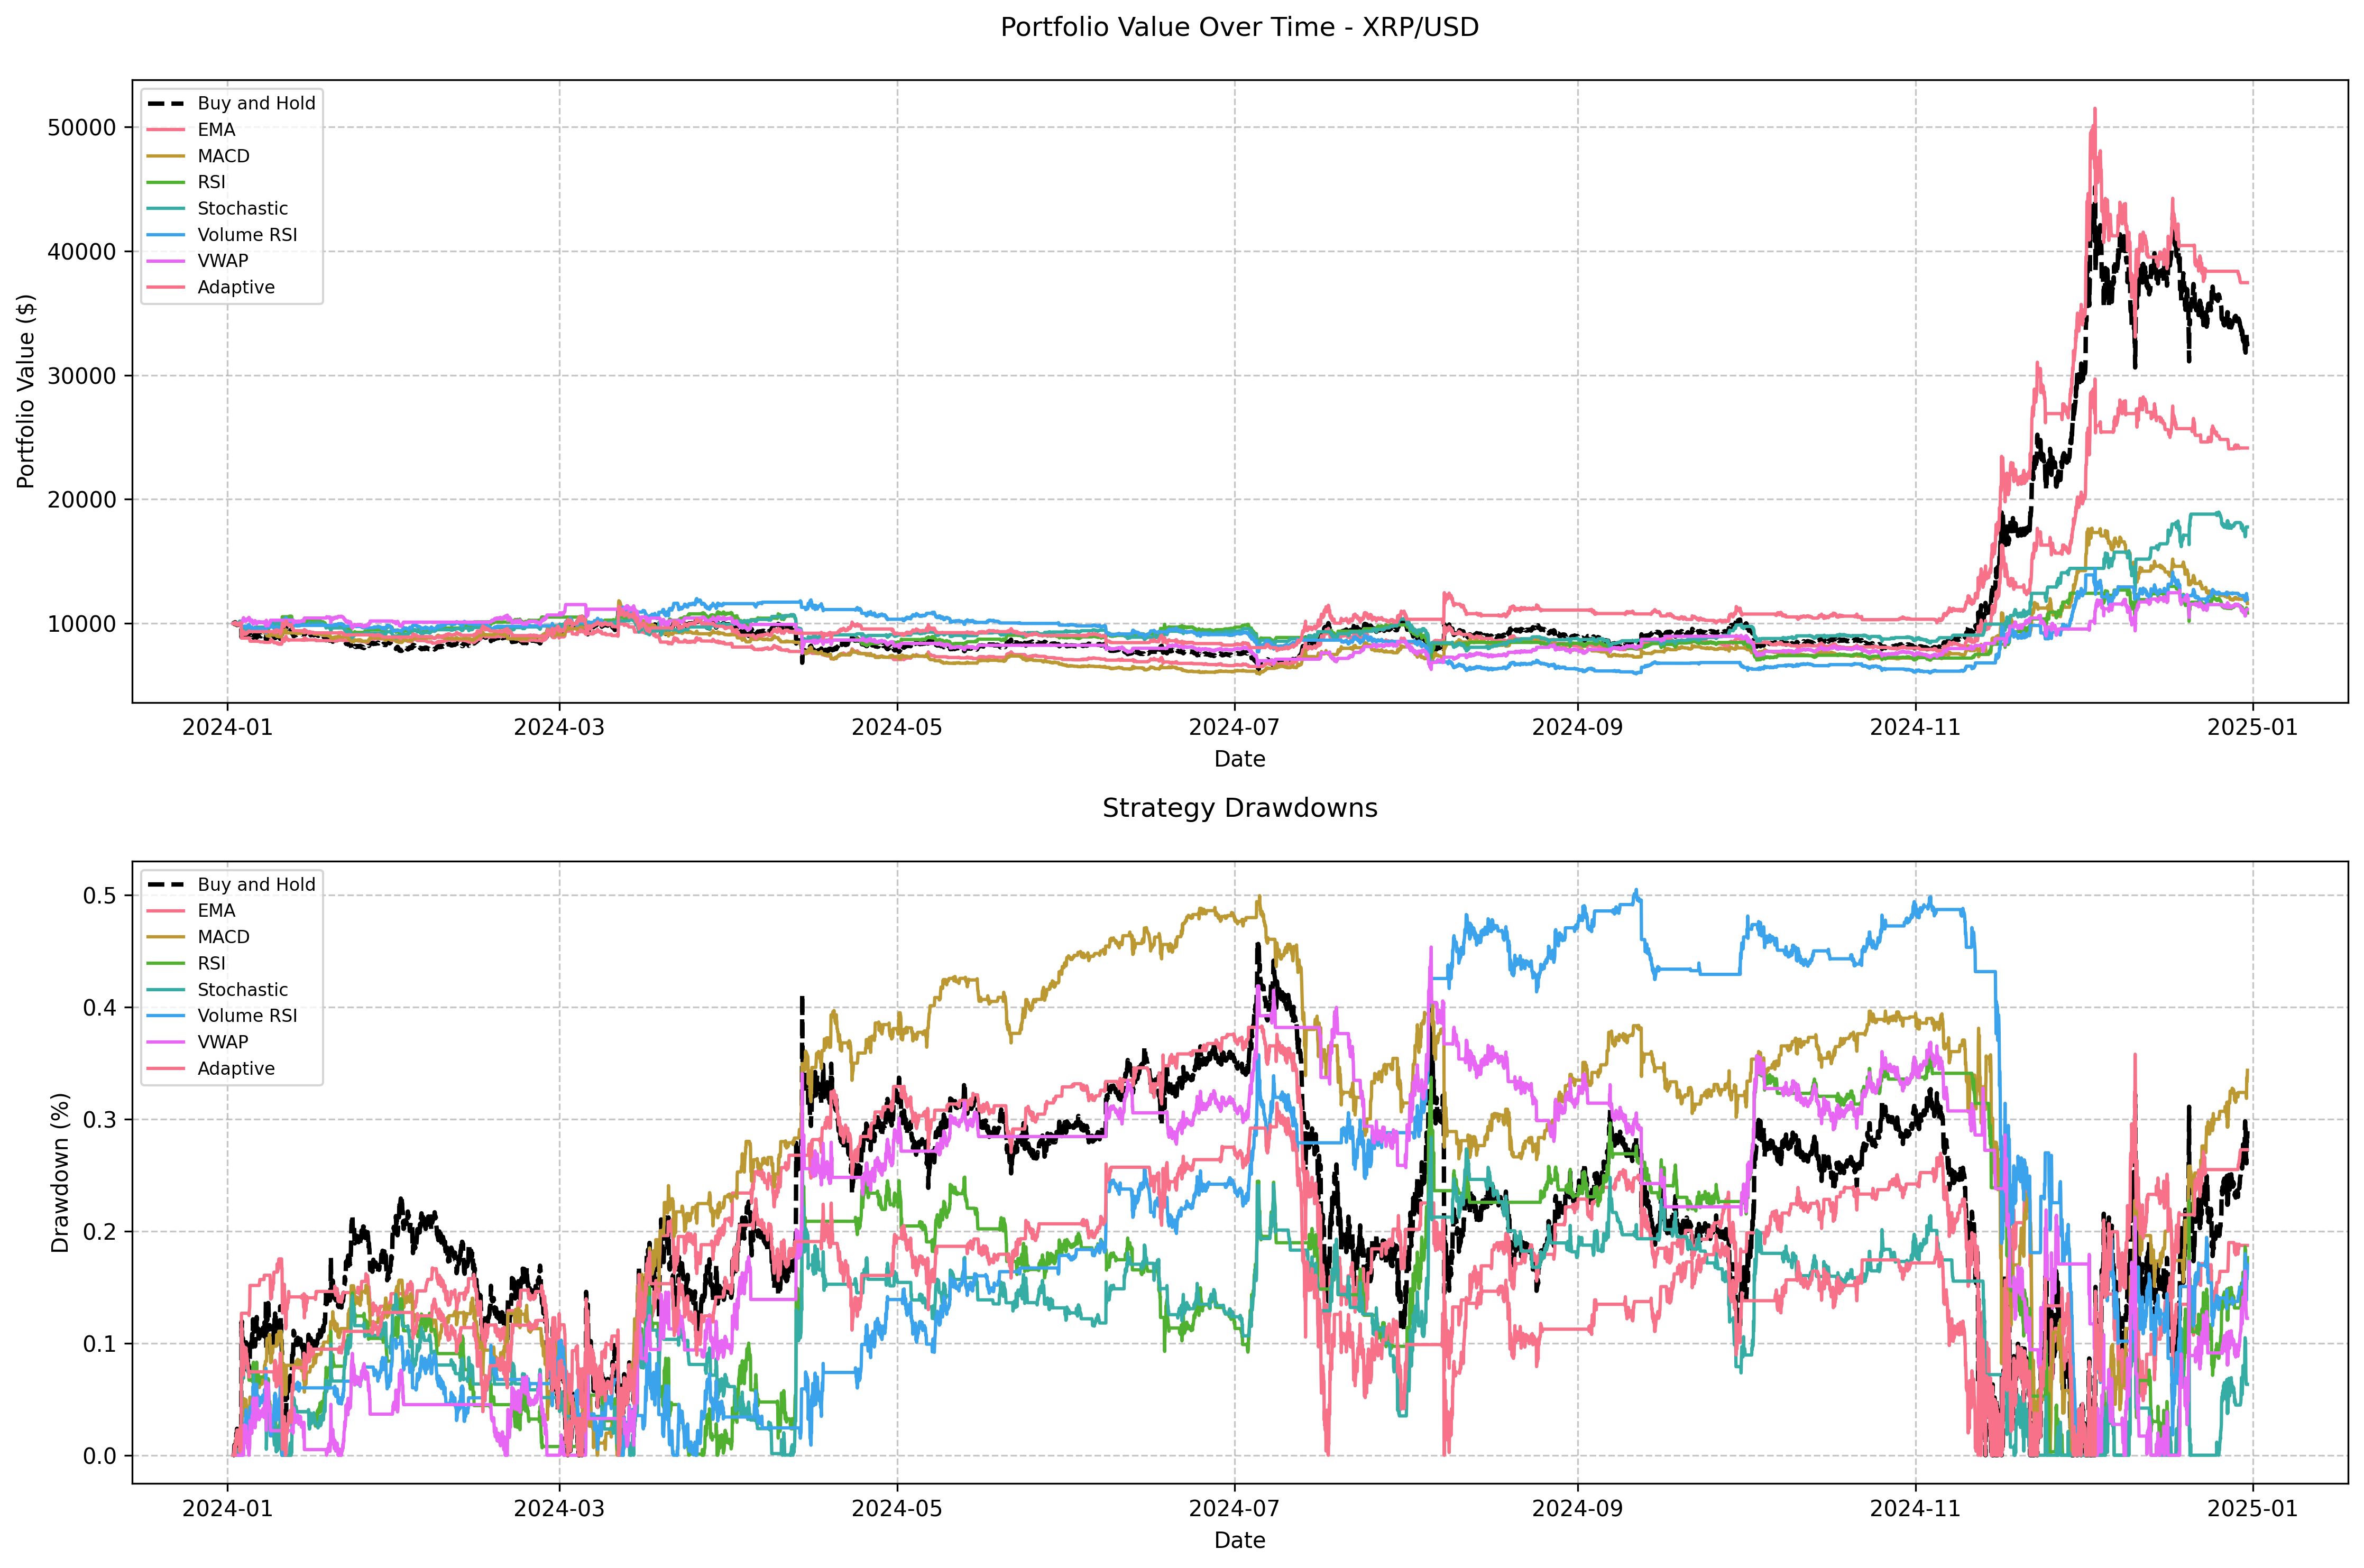 Portfolio Value Over Time - XRP/USD
Portfolio Value ($)
50000
40000
30000
20000
10000
Buy and Hold
EMA
MACD
RSI
Stochastic
Volume RSI
VWAP
Adaptive
2024-01 2024-03 2024-05 2024-07 2024-09 2024-11 2025-01
Date
Strategy Drawdowns
Drawdown (%)
0.5
0.4
0.3
0.2
0.1
0.0
Buy and Hold
EMA
MACD
RSI
Stochastic
Volume RSI
VWAP
Adaptive
2024-01 2024-03 2024-05 2024-07 2024-09 2024-11 2025-01
Date